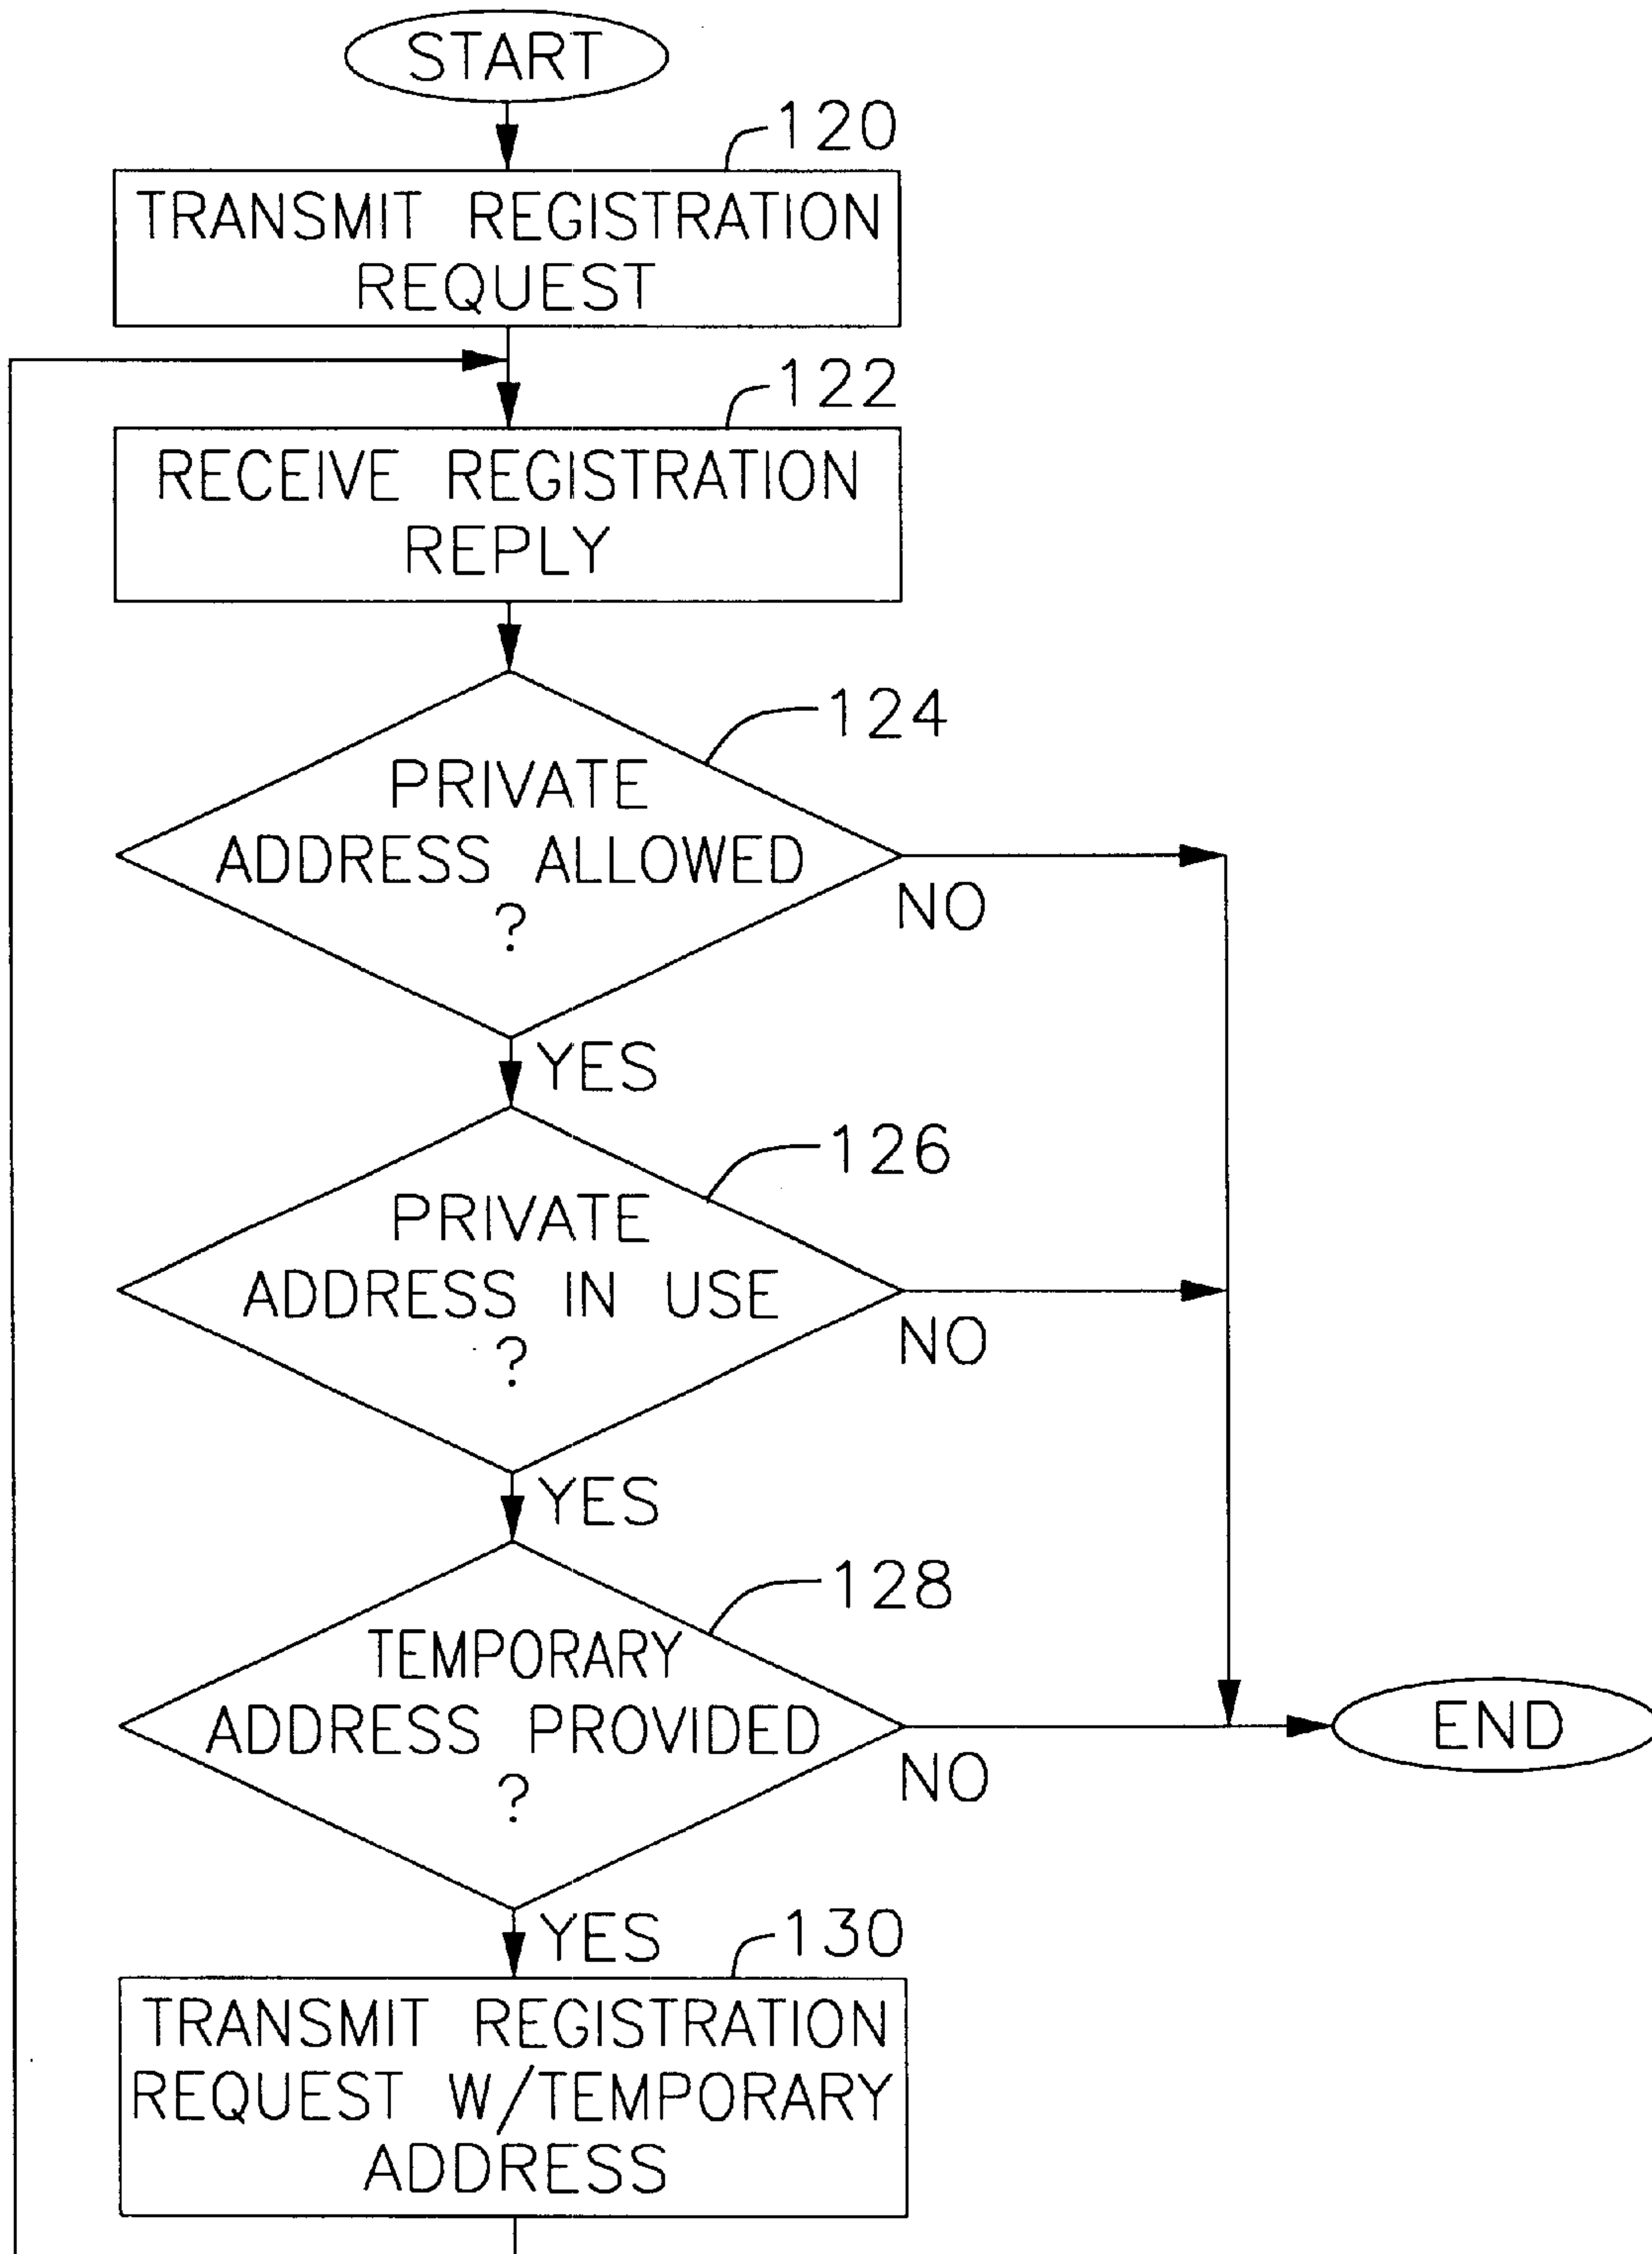 START
120
TRANSMIT REGISTRATION
REQUEST
122
RECEIVE REGISTRATION
REPLY
124
PRIVATE
ADDRESS ALLOWED
?
NO
YES
126
PRIVATE
ADDRESS IN USE
?
NO
YES
128
TEMPORARY
ADDRESS PROVIDED
?
NO
END
YES
130
TRANSMIT REGISTRATION
REQUEST W/TEMPORARY
ADDRESS